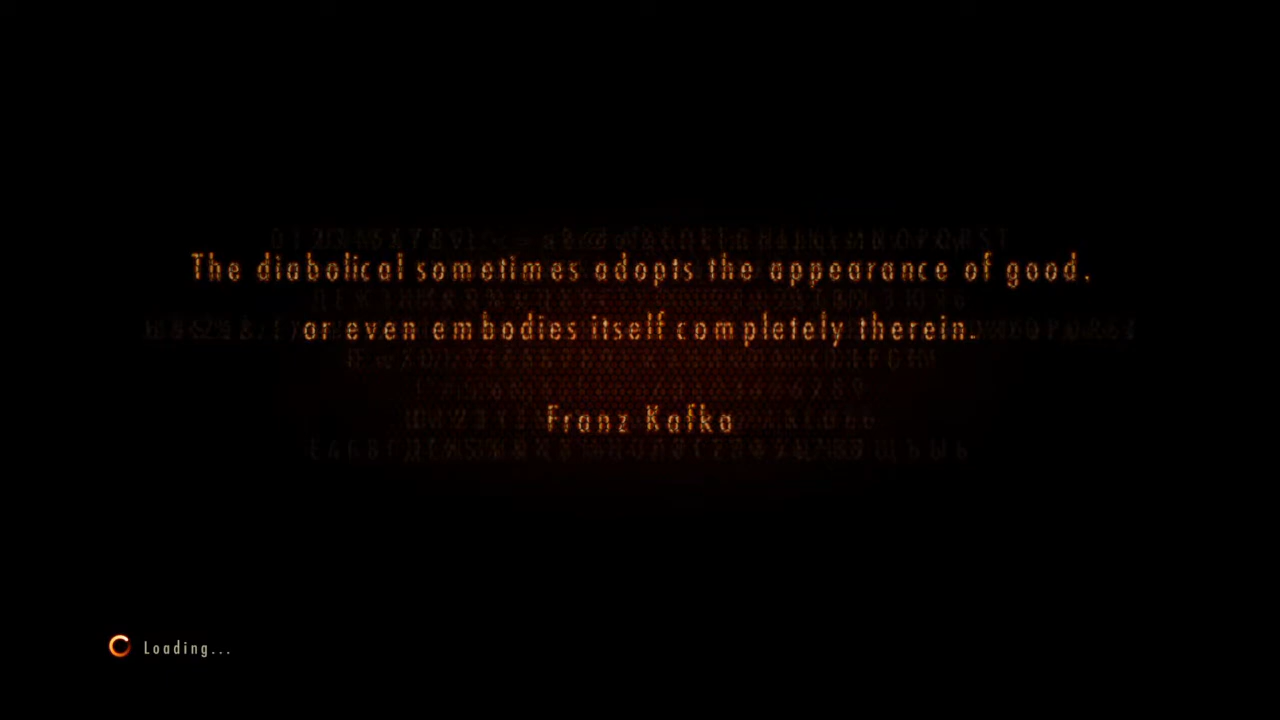 The diabolical sometimes adopts the appearance of good.
or even embodies itself completely therein.
Franz Kafka
Loading...